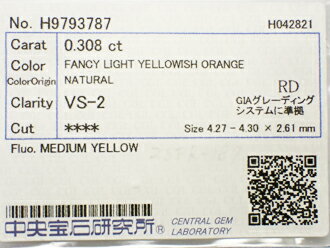 No. H9793787 H042821
Carat 0.308 ct
Color FANCY LIGHT YELLOWISH ORANGE
ColorOrigin NATURAL RD
Clarity VS-2 GIAグレーディング
システムに準拠
Cut **** Size 4.27 - 4.30 × 2.61 mm
Fluo. MEDIUM YELLOW
中央宝石研究所® CENTRAL GEM
LABORATORY